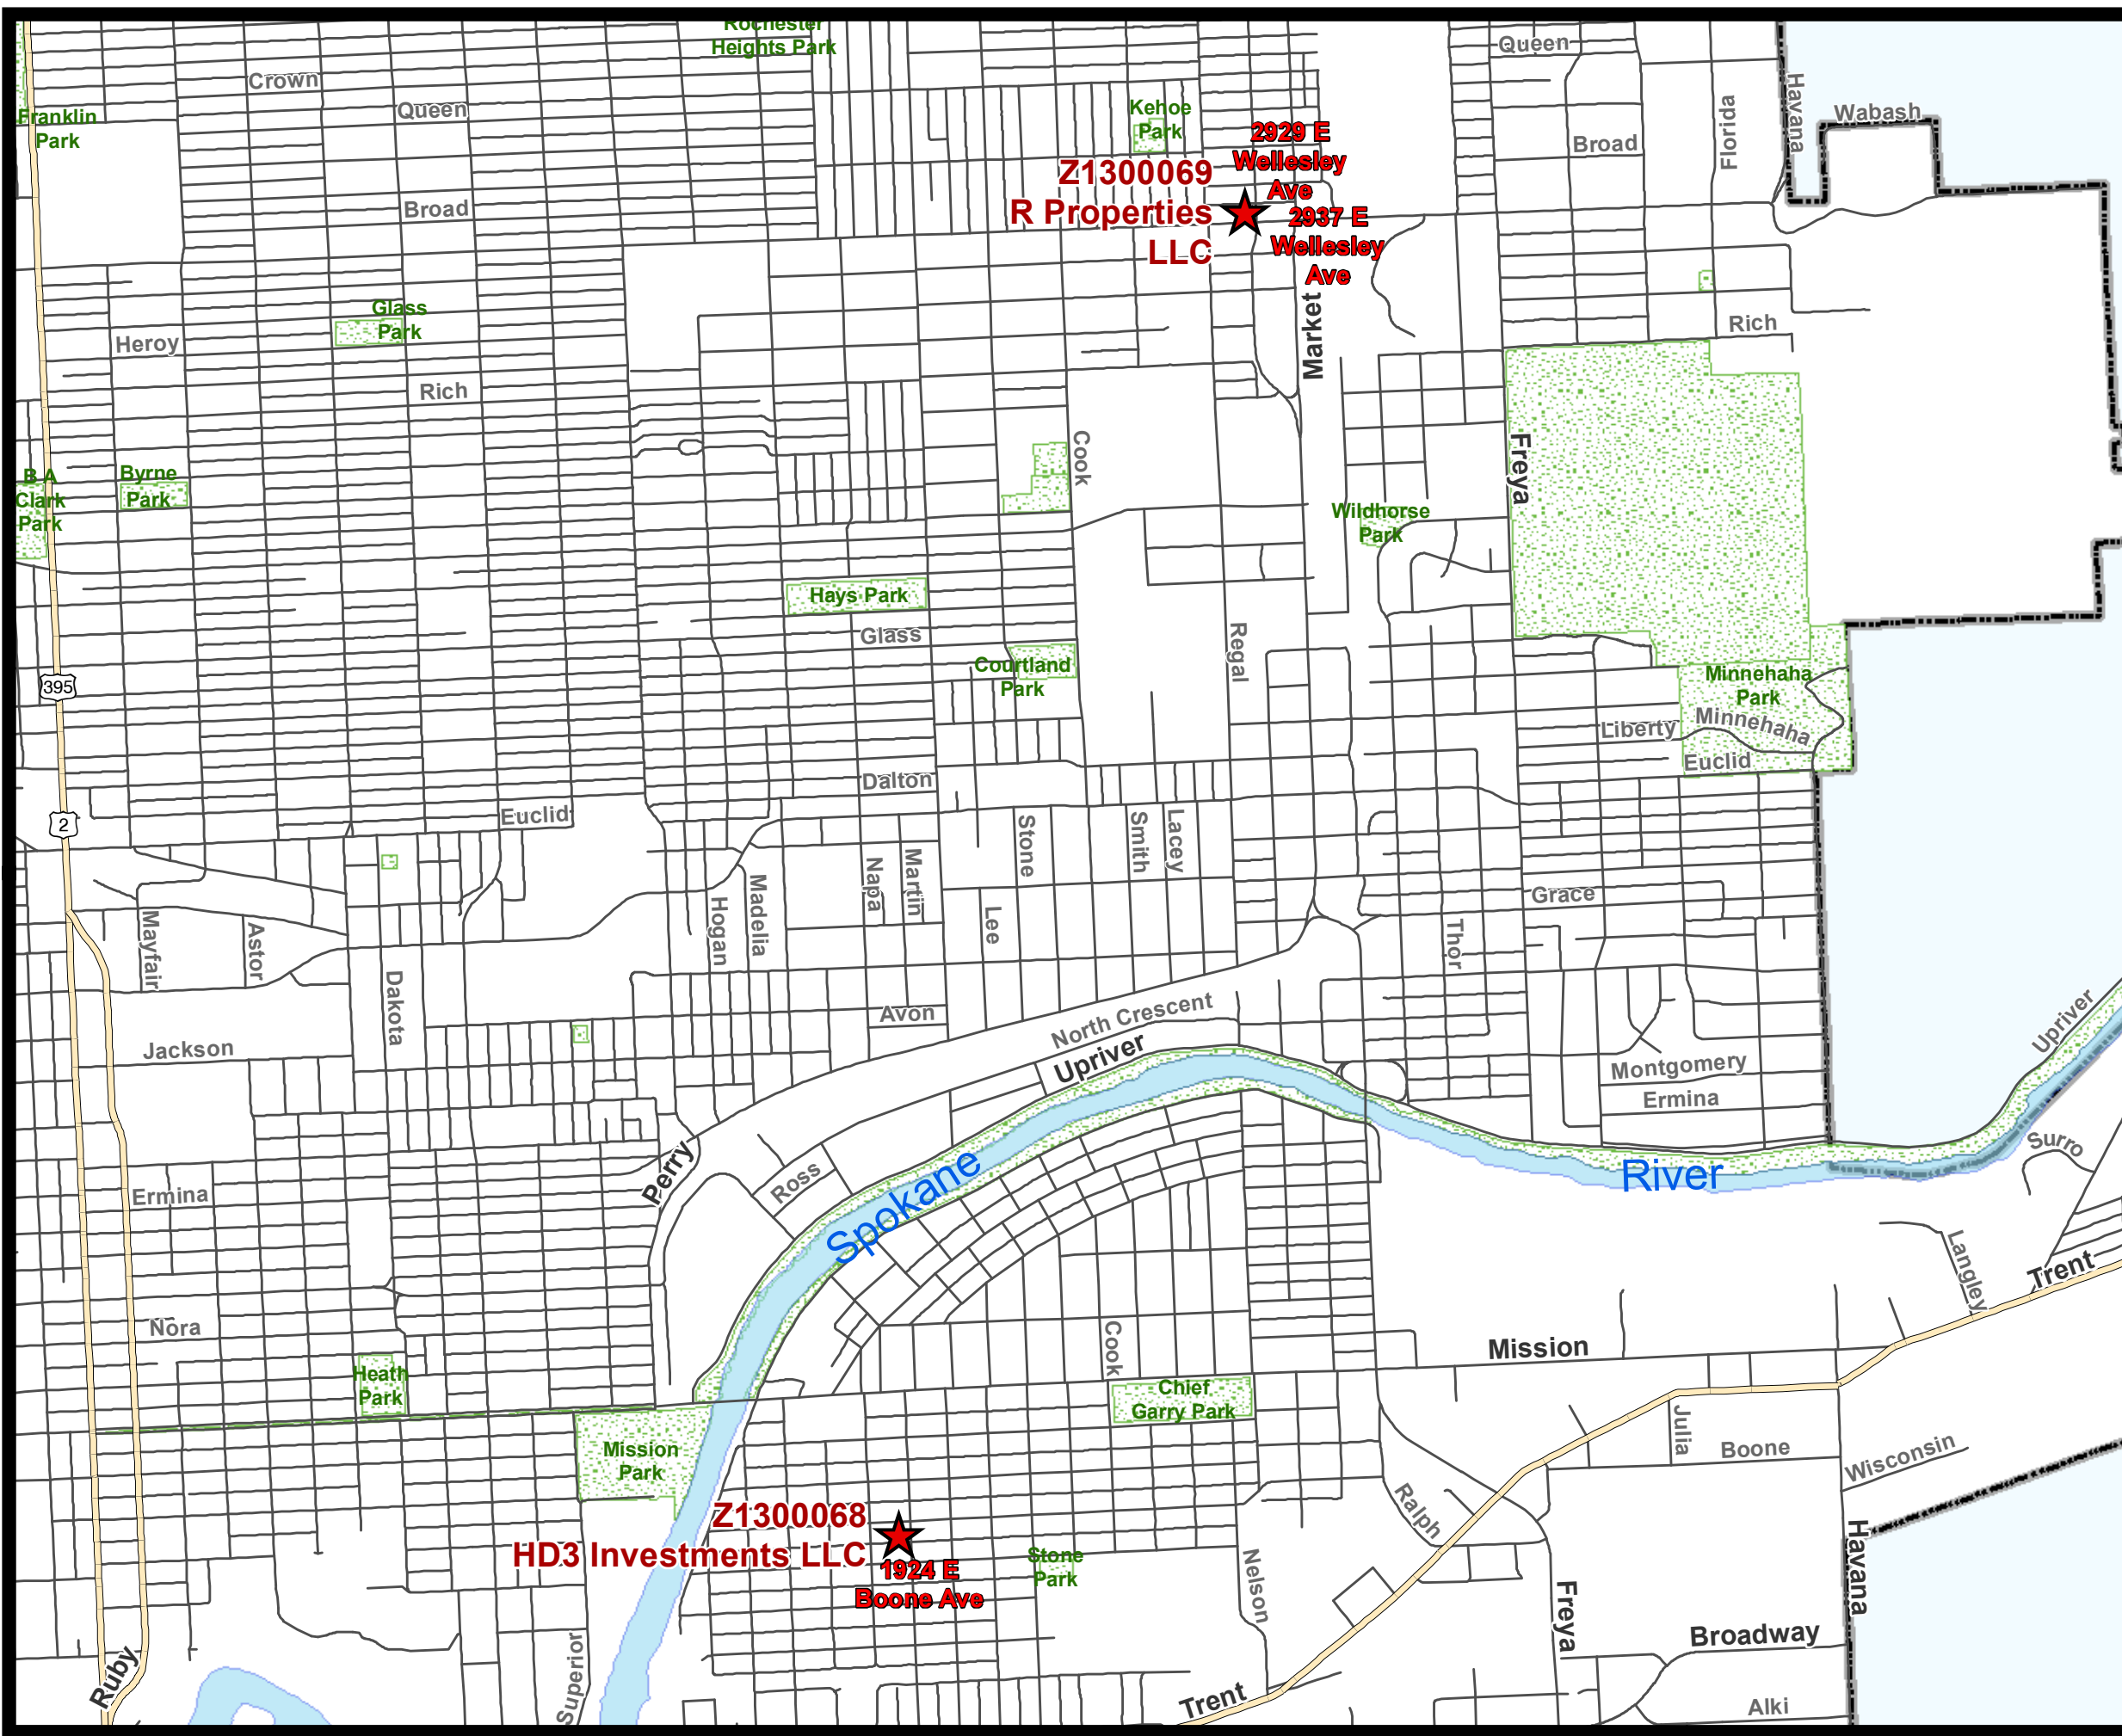 Rochester
Heights Park
Queen
Crown
Queen
Havana
Wabash
Franklin
Park
Kehoe
Park
Florida
Broad
2929 E
Wellesley
Ave
Z1300069
R Properties
LLC
2937 E
Wellesley
Ave
Broad
Glass
Park
Heroy
Rich
Market
Rich
Cook
Freya
B A
Clark
Park
Byrne
Park
Wildhorse
Park
Hays Park
Glass
Regal
Courtland
Park
395
Minnehaha
Park
Minnehaha
Liberty
Euclid
Dalton
Euclid
2
Stone
Smith
Lacey
Napa
Martin
Madelia
Hogan
Lee
Grace
Thor
Mayfair
Astor
Dakota
Avon
North Crescent
Upriver
Jackson
Upriver
Montgomery
Ermina
Perry
Ross
Spokane
River
Surro
Ermina
Langley
Trent
Nora
Cook
Mission
Heath
Park
Chief
Garry Park
Mission
Park
Julia
Boone
Wisconsin
Ralph
Z1300068
HD3 Investments LLC
1924 E
Boone Ave
Stone
Park
Nelson
Havana
Freya
Broadway
Ruby
Superior
Trent
Alki